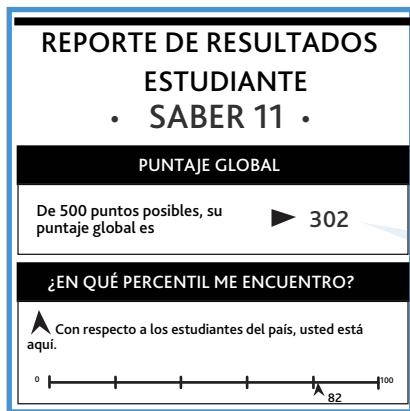 REPORTE DE RESULTADOS
ESTUDIANTE
· SABER 11 ·
PUNTAJE GLOBAL
De 500 puntos posibles, su
puntaje global es
302
¿EN QUÉ PERCENTIL ME ENCUENTRO?
Con respecto a los estudiantes del país, usted está
aquí.
0 100
82